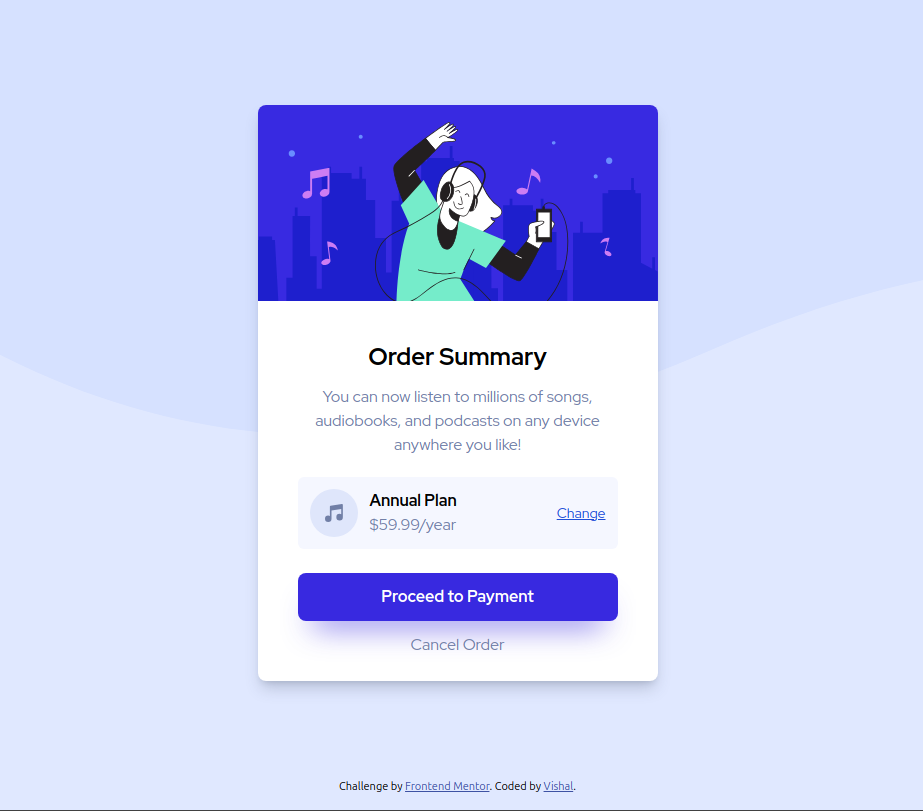 Order Summary
You can now listen to millions of songs,
audiobooks, and podcasts on any device
anywhere you like!
Annual Plan
$59.99/year
Change
Proceed to Payment
Cancel Order
Challenge by Frontend Mentor. Coded by Vishal.